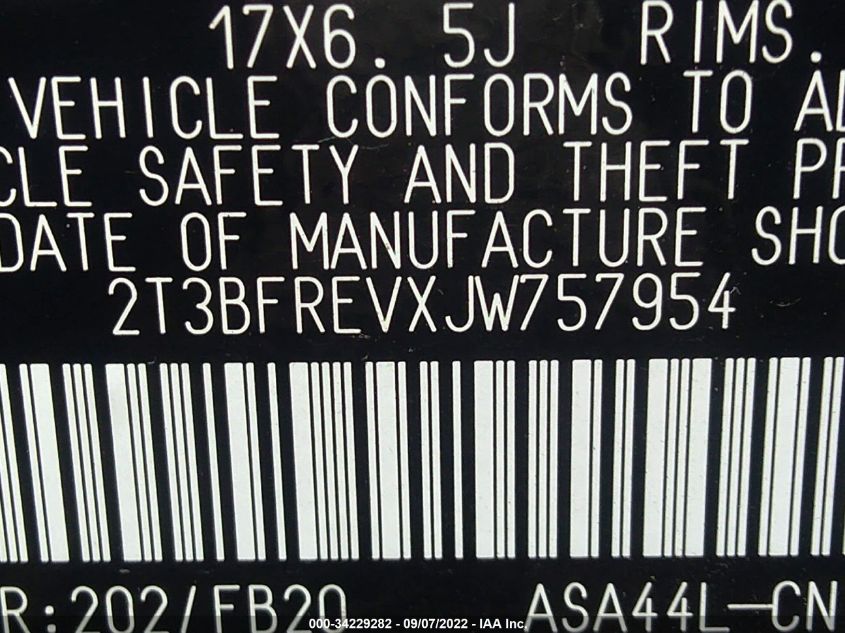 17X6. 5J RIMS.
VEHICLE CONFORMS TO AL
CLE SAFETY AND THEFT PR
DATE OF MANUFACTURE SHO
2T3BFREVXJW757954
R:202/FB20 ASA44L-CN
000-34229282 - 09/07/2022 - IAA Inc.